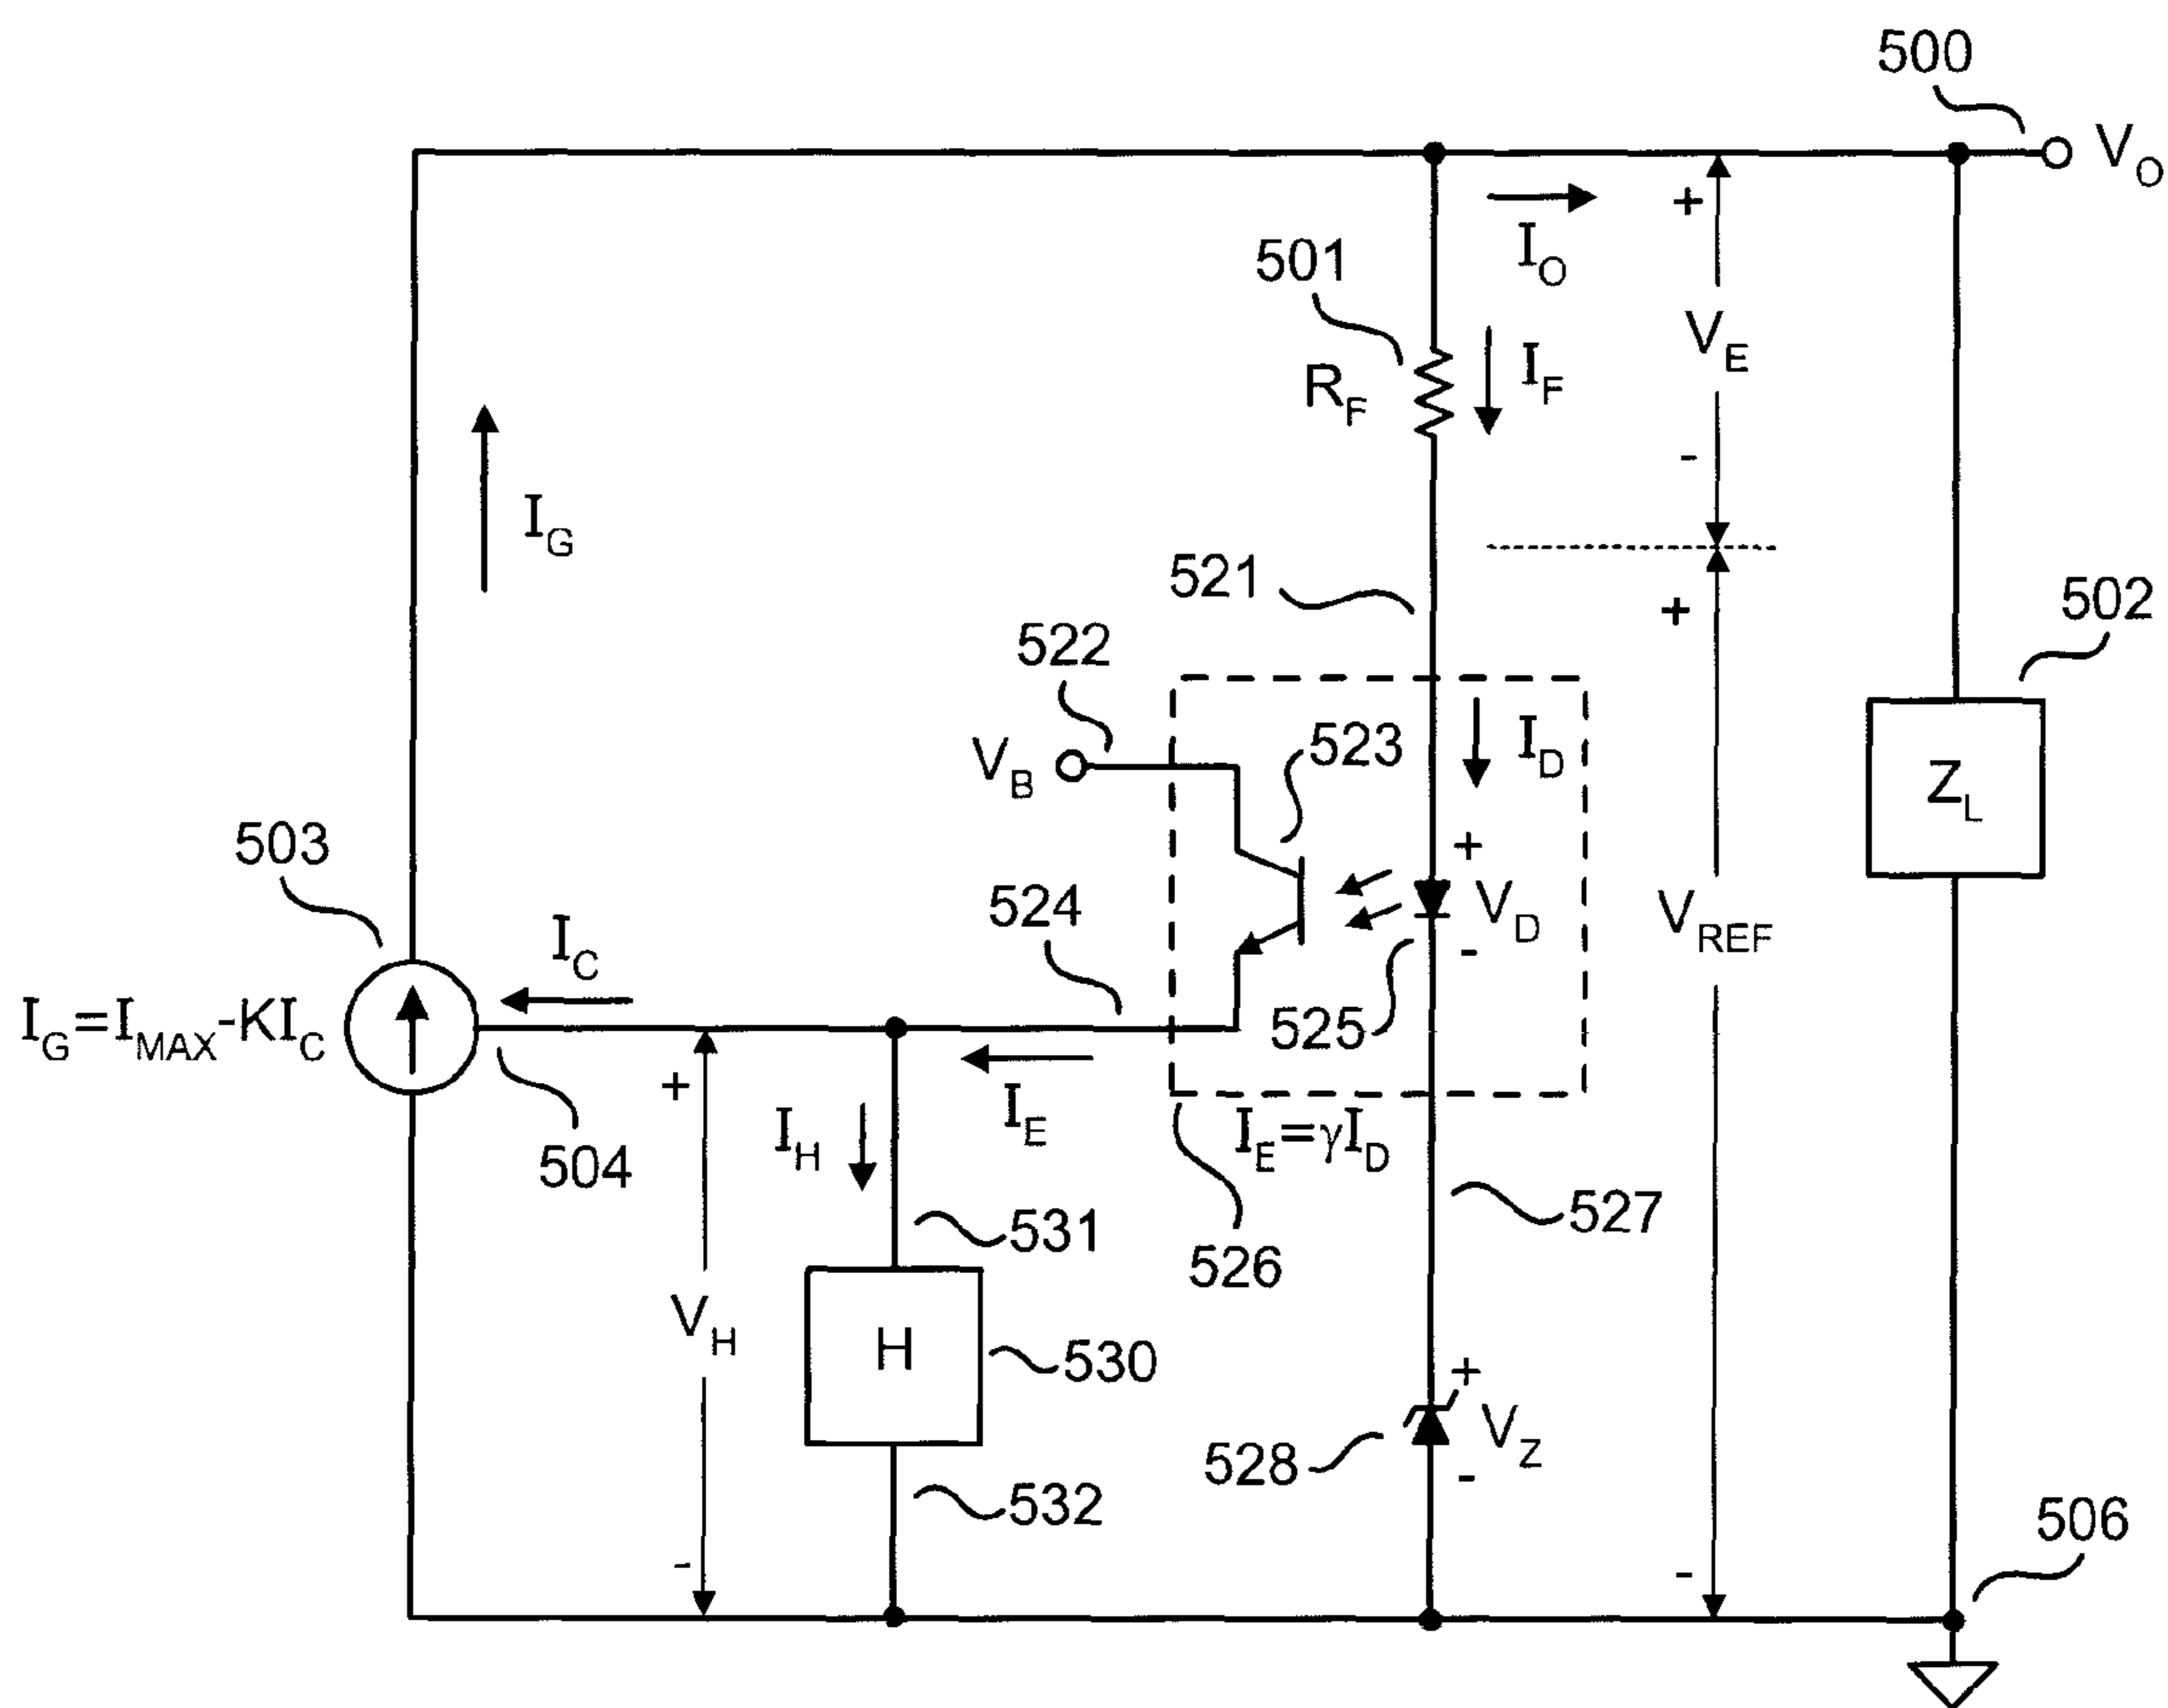 500
V_O
+
I_O
501
V_E
I_F
R_F
-
I_G
521
+
502
522
523
I_D
V_B
Z_L
503
+
524
V_D
V_REF
I_C
-
525
I_G=I_MAX-KI_C
+
I_H
I_E
I_E=γI_D
504
527
531
526
V_H
H
530
+
V_Z
528
-
532
506
-
-